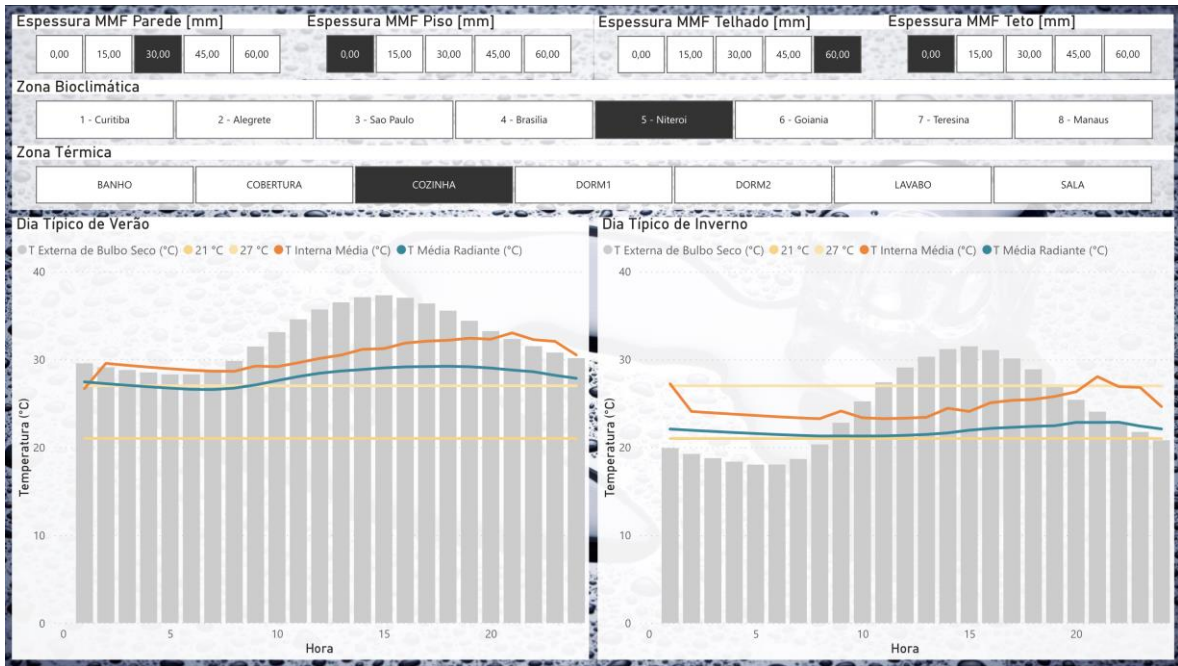 Espessura MMF Parede [mm] Espessura MMF Piso [mm] Espessura MMF Telhado [mm] Espessura MMF Teto [mm]
0,00 15,00 30,00 45,00 60,00 0,00 15,00 30,00 45,00 60,00 0,00 15,00 30,00 45,00 60,00 0,00 15,00 30,00 45,00 60,00
Zona Bioclimática
1 - Curitiba 2 - Alegrete 3 - Sao Paulo 4 - Brasilia 5 - Niteroi 6 - Goiania 7 - Teresina 8 - Manaus
Zona Térmica
BANHO COBERTURA COZINHA DORM1 DORM2 LAVABO SALA
Dia Típico de Verão
T Externa de Bulbo Seco (°C) 21 °C 27 °C T Interna Média (°C) T Média Radiante (°C)
40
30
20
10
0
Temperatura (°C)
0 5 10 15 20
Hora
Dia Típico de Inverno
T Externa de Bulbo Seco (°C) 21 °C 27 °C T Interna Média (°C) T Média Radiante (°C)
40
30
20
10
0
Temperatura (°C)
0 5 10 15 20
Hora